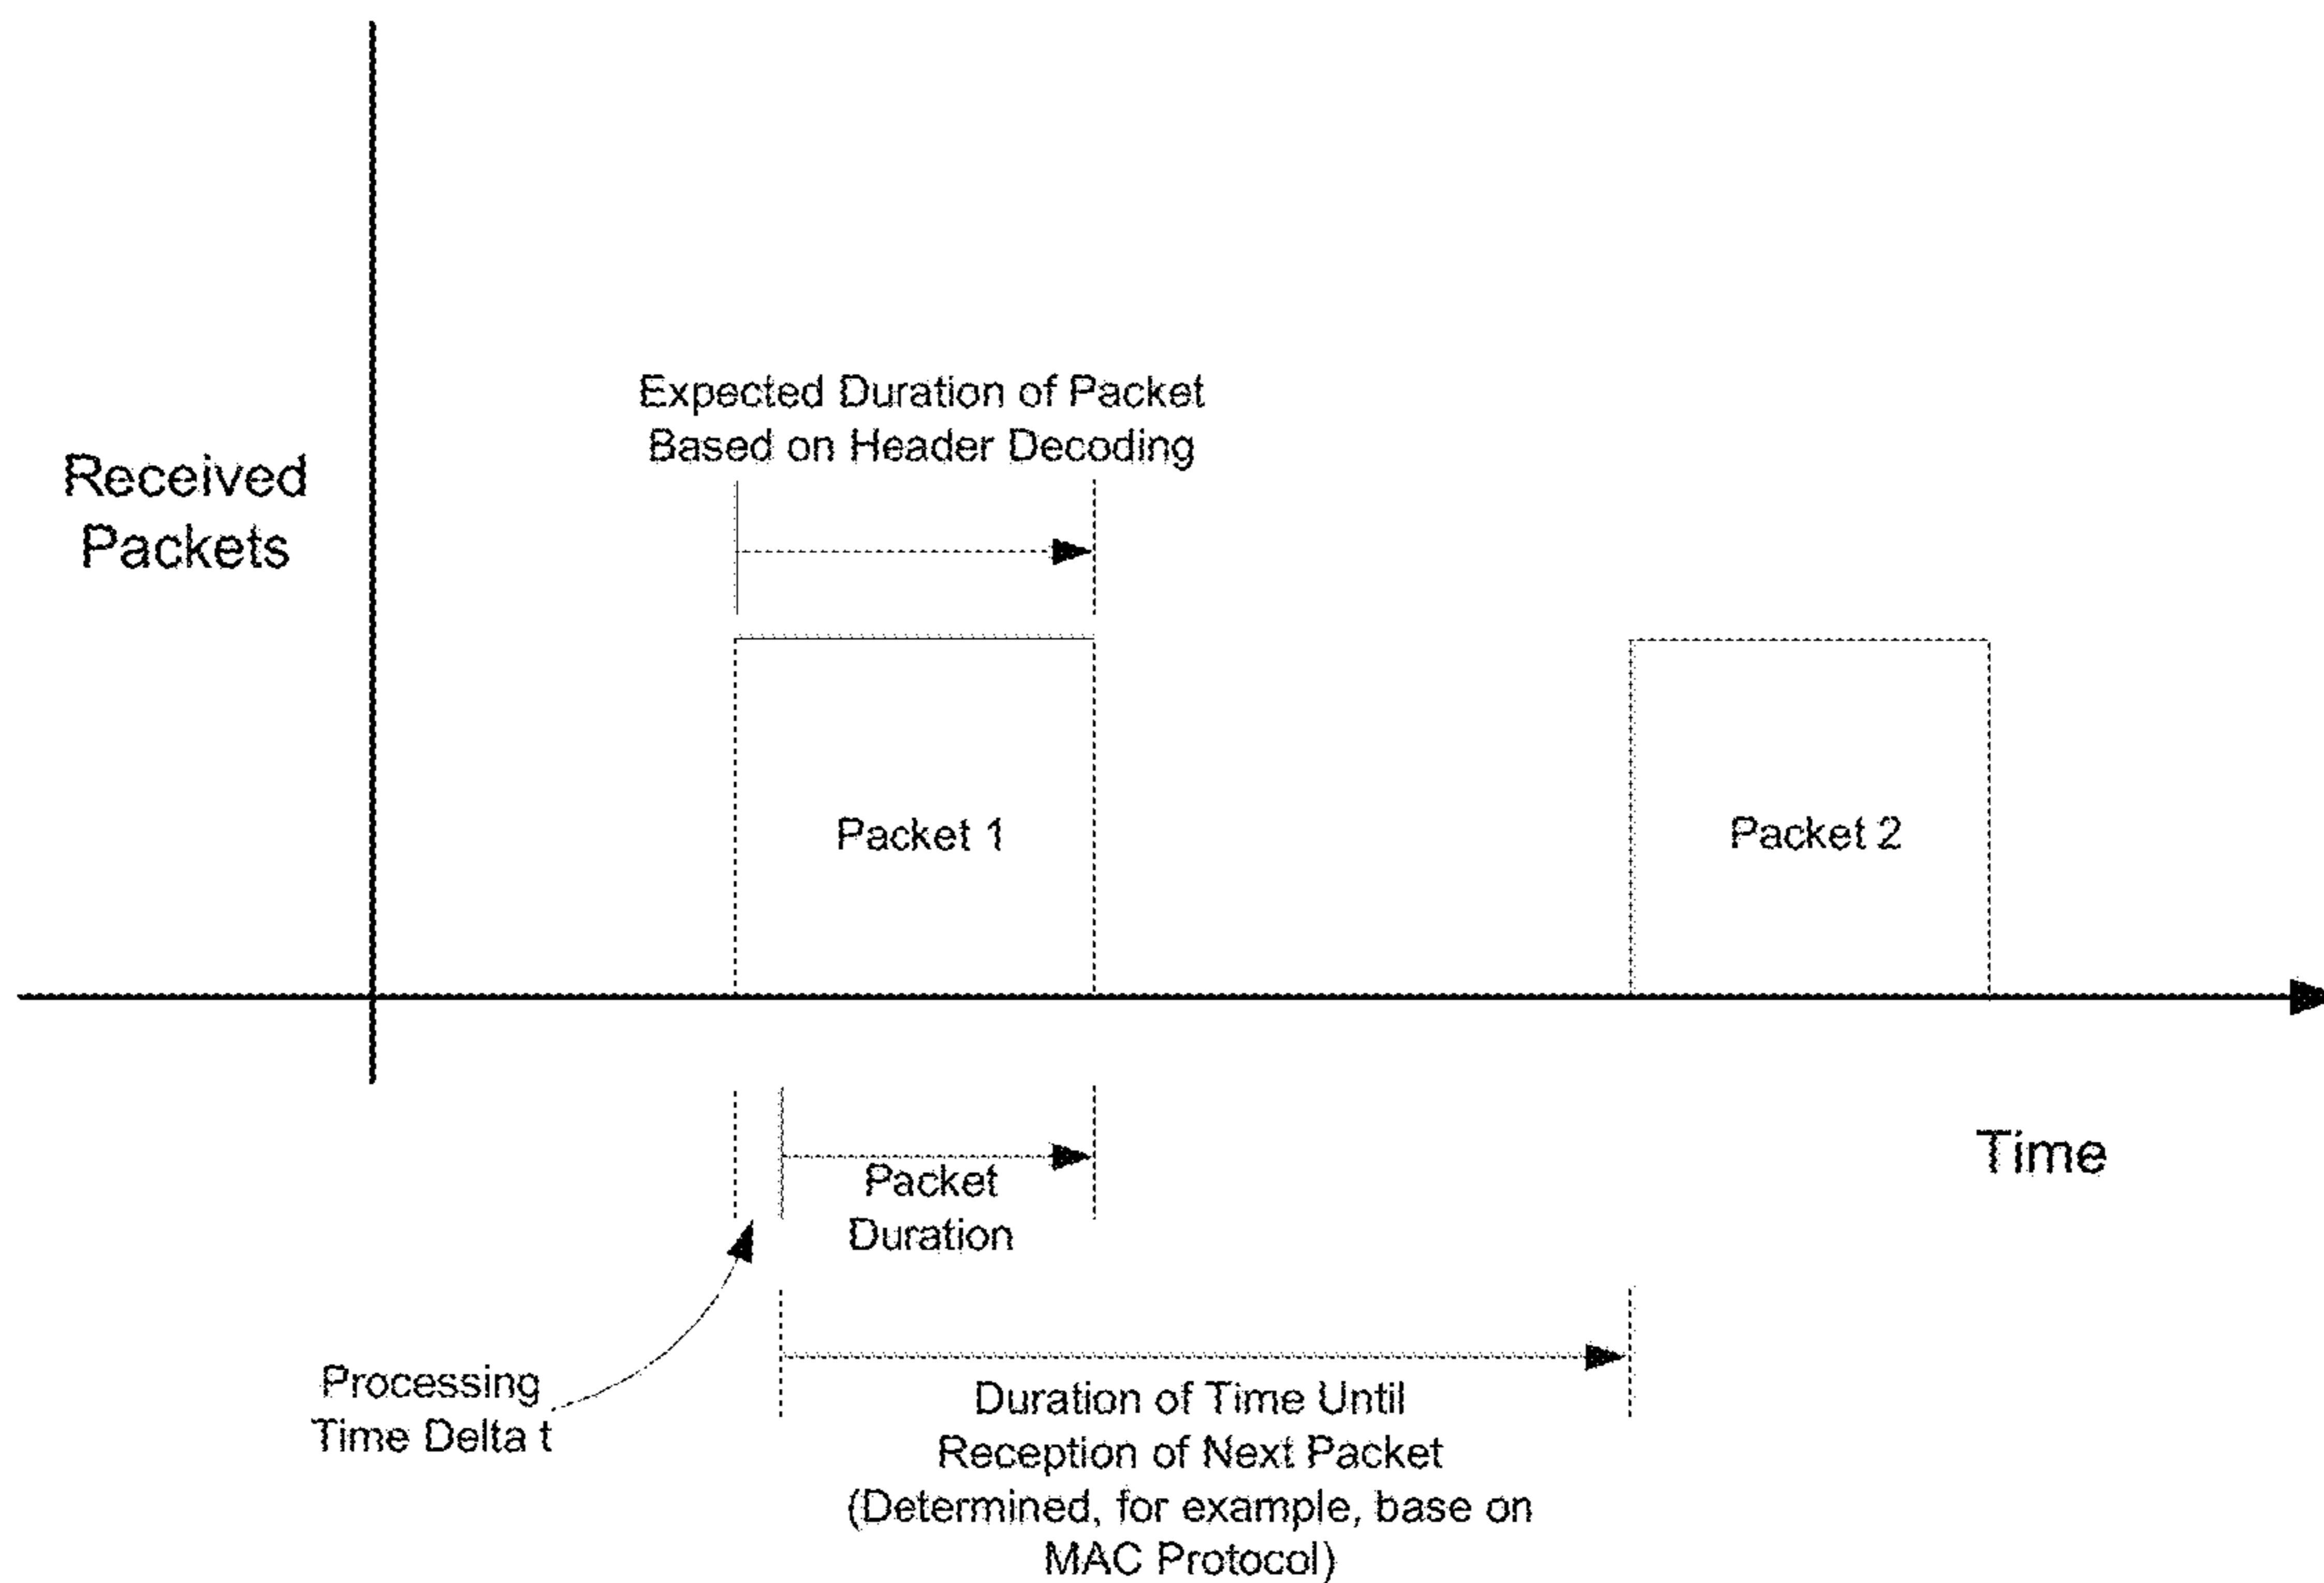 Expected Duration of Packet
Based on Header Decoding
Received
Packets
Packet 1
Packet 2
Time
Packet
Duration
Processing
Time Delta t
Duration of Time Until
Reception of Next Packet
(Determined, for example, base on
MAC Protocol)